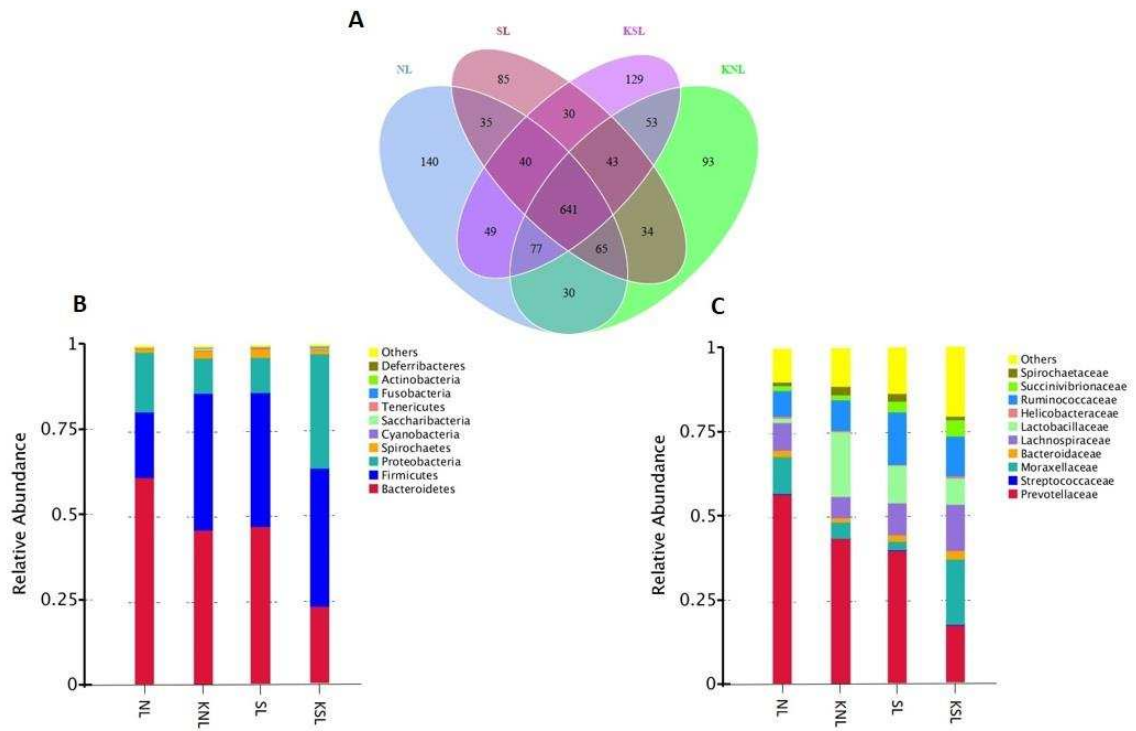 A
SL
KSL
NL
KNL
85
129
35
30
53
140
40
43
93
641
49
77
65
34
30
B
1
0.75
0.5
0.25
0
Relative Abundance
NL
KNL
SL
KSL
Others
Deferribacteres
Actinobacteria
Fusobacteria
Tenericutes
Saccharibacteria
Cyanobacteria
Spirochaetes
Proteobacteria
Firmicutes
Bacteroidetes
C
1
0.75
0.5
0.25
0
Relative Abundance
NL
KNL
SL
KSL
Others
Spirochaetaceae
Succinivibrionaceae
Ruminococcaceae
Helicobacteraceae
Lactobacillaceae
Lachnospiraceae
Bacteroidaceae
Moraxellaceae
Streptococcaceae
Prevotellaceae